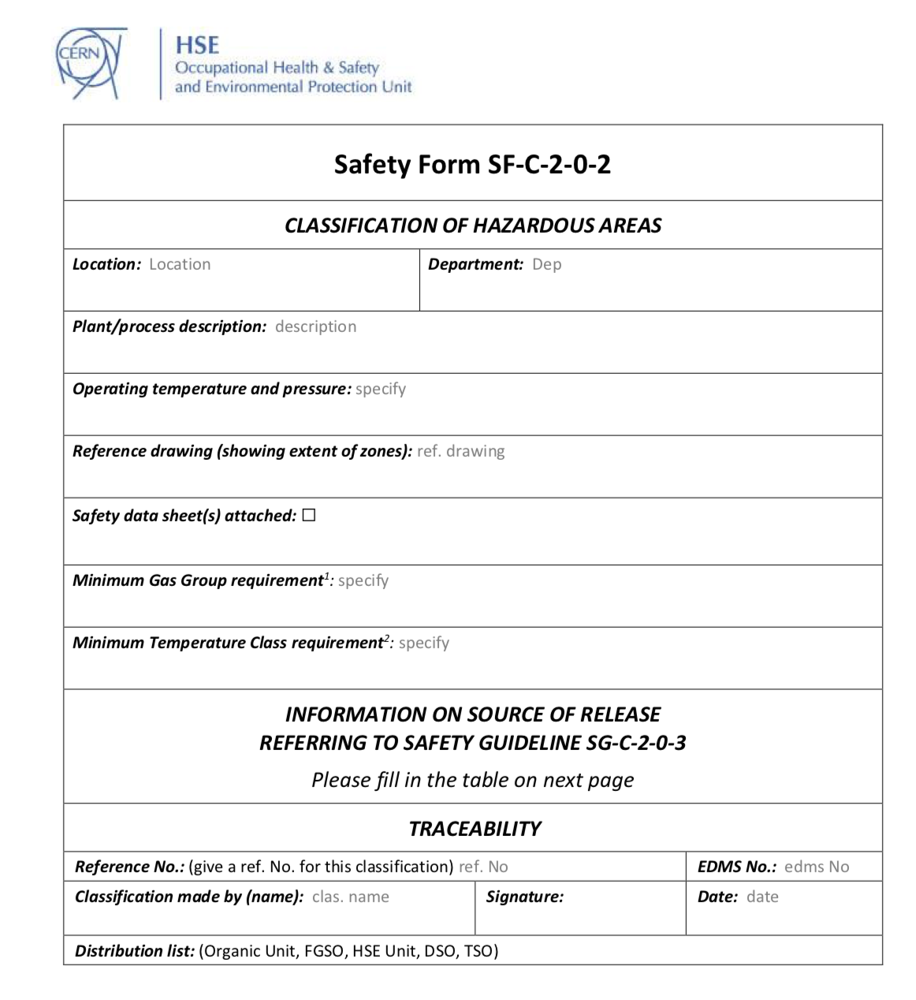 CERN
HSE
Occupational Health & Safety
and Environmental Protection Unit
Safety Form SF-C-2-0-2
CLASSIFICATION OF HAZARDOUS AREAS
Location: Location
Department: Dep
Plant/process description: description
Operating temperature and pressure: specify
Reference drawing (showing extent of zones): ref. drawing
Safety data sheet(s) attached: ☐
Minimum Gas Group requirement¹: specify
Minimum Temperature Class requirement²: specify
INFORMATION ON SOURCE OF RELEASE
REFERRING TO SAFETY GUIDELINE SG-C-2-0-3
Please fill in the table on next page
TRACEABILITY
Reference No.: (give a ref. No. for this classification) ref. No
EDMS No.: edms No
Classification made by (name): clas. name
Signature:
Date: date
Distribution list: (Organic Unit, FGSO, HSE Unit, DSO, TSO)